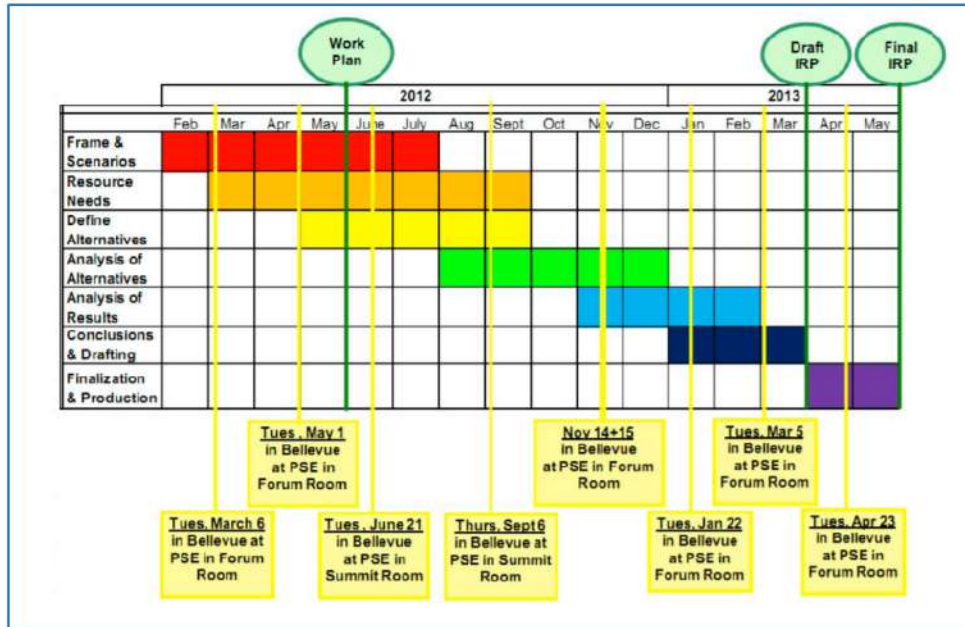 Work
Plan
Draft
IRP
Final
IRP
2012
2013
Feb Mar Apr May June July Aug Sept Oct Nov Dec Jan Feb Mar Apr May
Frame &
Scenarios
Resource
Needs
Define
Alternatives
Analysis of
Alternatives
Analysis of
Results
Conclusions
& Drafting
Finalization
& Production
Tues, May 1
in Bellevue
at PSE in
Forum Room
Nov 14+15
in Bellevue
at PSE in Forum
Room
Tues, Mar 5
in Bellevue
at PSE in
Forum Room
Tues, March 6
in Bellevue at
PSE in Forum
Room
Tues, June 21
in Bellevue
at PSE in
Summit Room
Thurs, Sept 6
in Bellevue at
PSE in Summit
Room
Tues, Jan 22
in Bellevue
at PSE in
Forum Room
Tues, Apr 23
in Bellevue
at PSE in
Forum Room